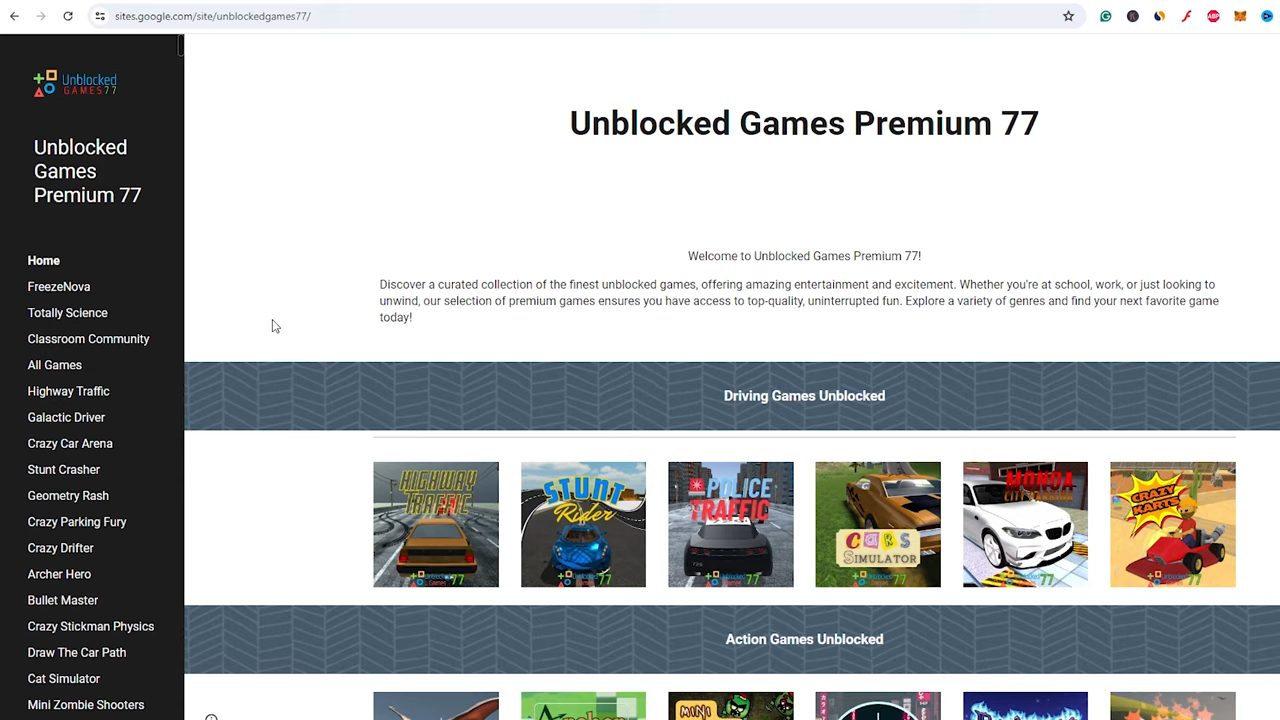 sites.google.com/site/unblockedgames77/
ABP
Unblocked
GAMES77
Unblocked
Games
Premium 77
Home
FreezeNova
Totally Science
Classroom Community
All Games
Highway Traffic
Galactic Driver
Crazy Car Arena
Stunt Crasher
Geometry Rash
Crazy Parking Fury
Crazy Drifter
Archer Hero
Bullet Master
Crazy Stickman Physics
Draw The Car Path
Cat Simulator
Mini Zombie Shooters
Unblocked Games Premium 77
Welcome to Unblocked Games Premium 77!
Discover a curated collection of the finest unblocked games, offering amazing entertainment and excitement. Whether you're at school, work, or just looking to
unwind, our selection of premium games ensures you have access to top-quality, uninterrupted fun. Explore a variety of genres and find your next favorite game
today!
Driving Games Unblocked
HIGHWAY
TRAFFIC
STUNT
Rider
POLICE
TRAFFIC
CARS
SIMULATOR
CRAZY
KARTS
Action Games Unblocked
MINI